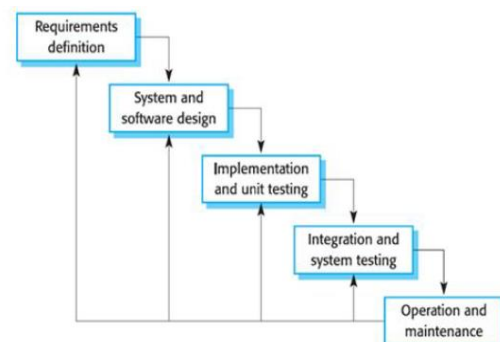 Requirements
definition
System and
software design
Implementation
and unit testing
Integration and
system testing
Operation and
maintenance